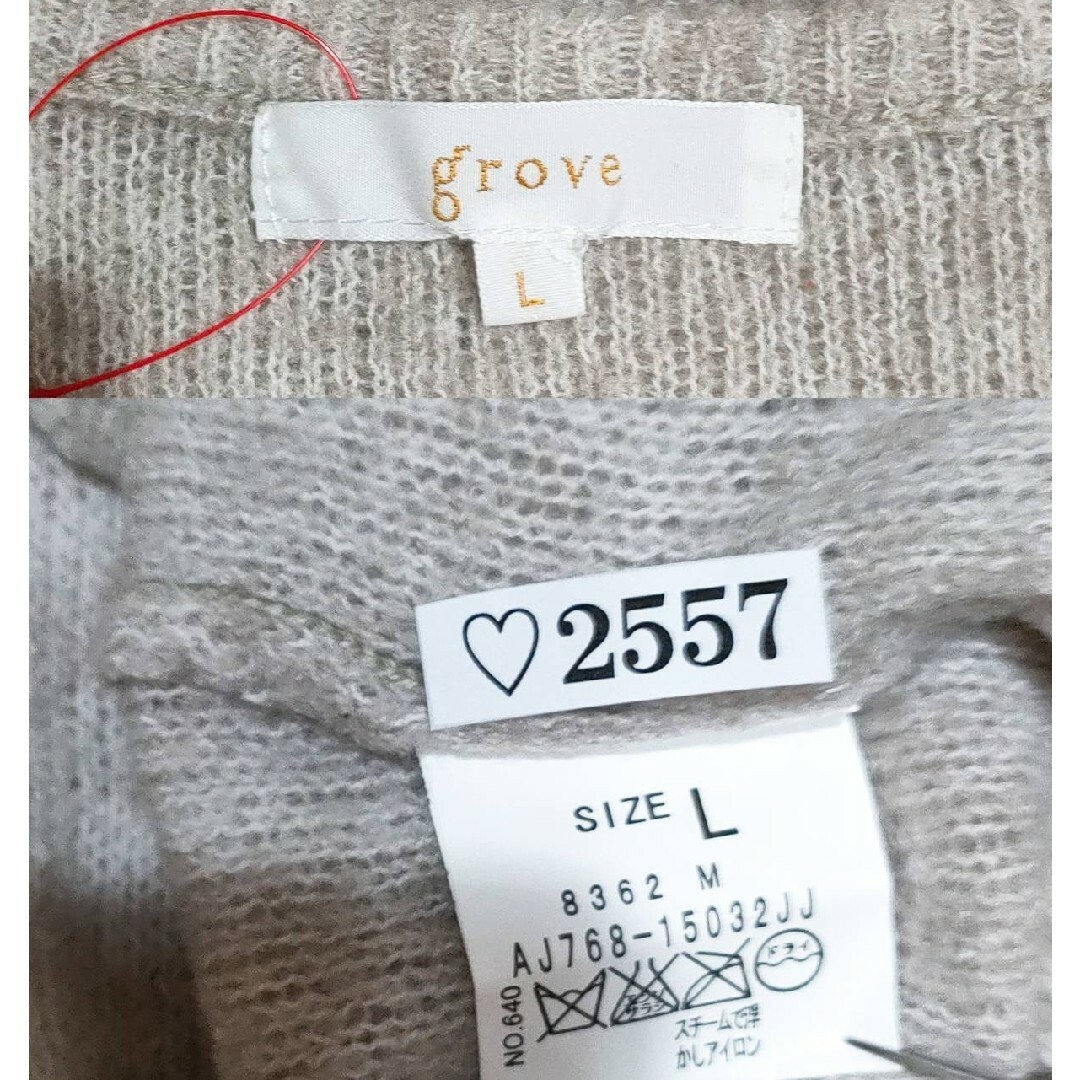 grove
L
♡2557
SIZE L
8362 M
AJ768-15032JJ
NO.640
ドライ
スチームで浮
かしアイロン